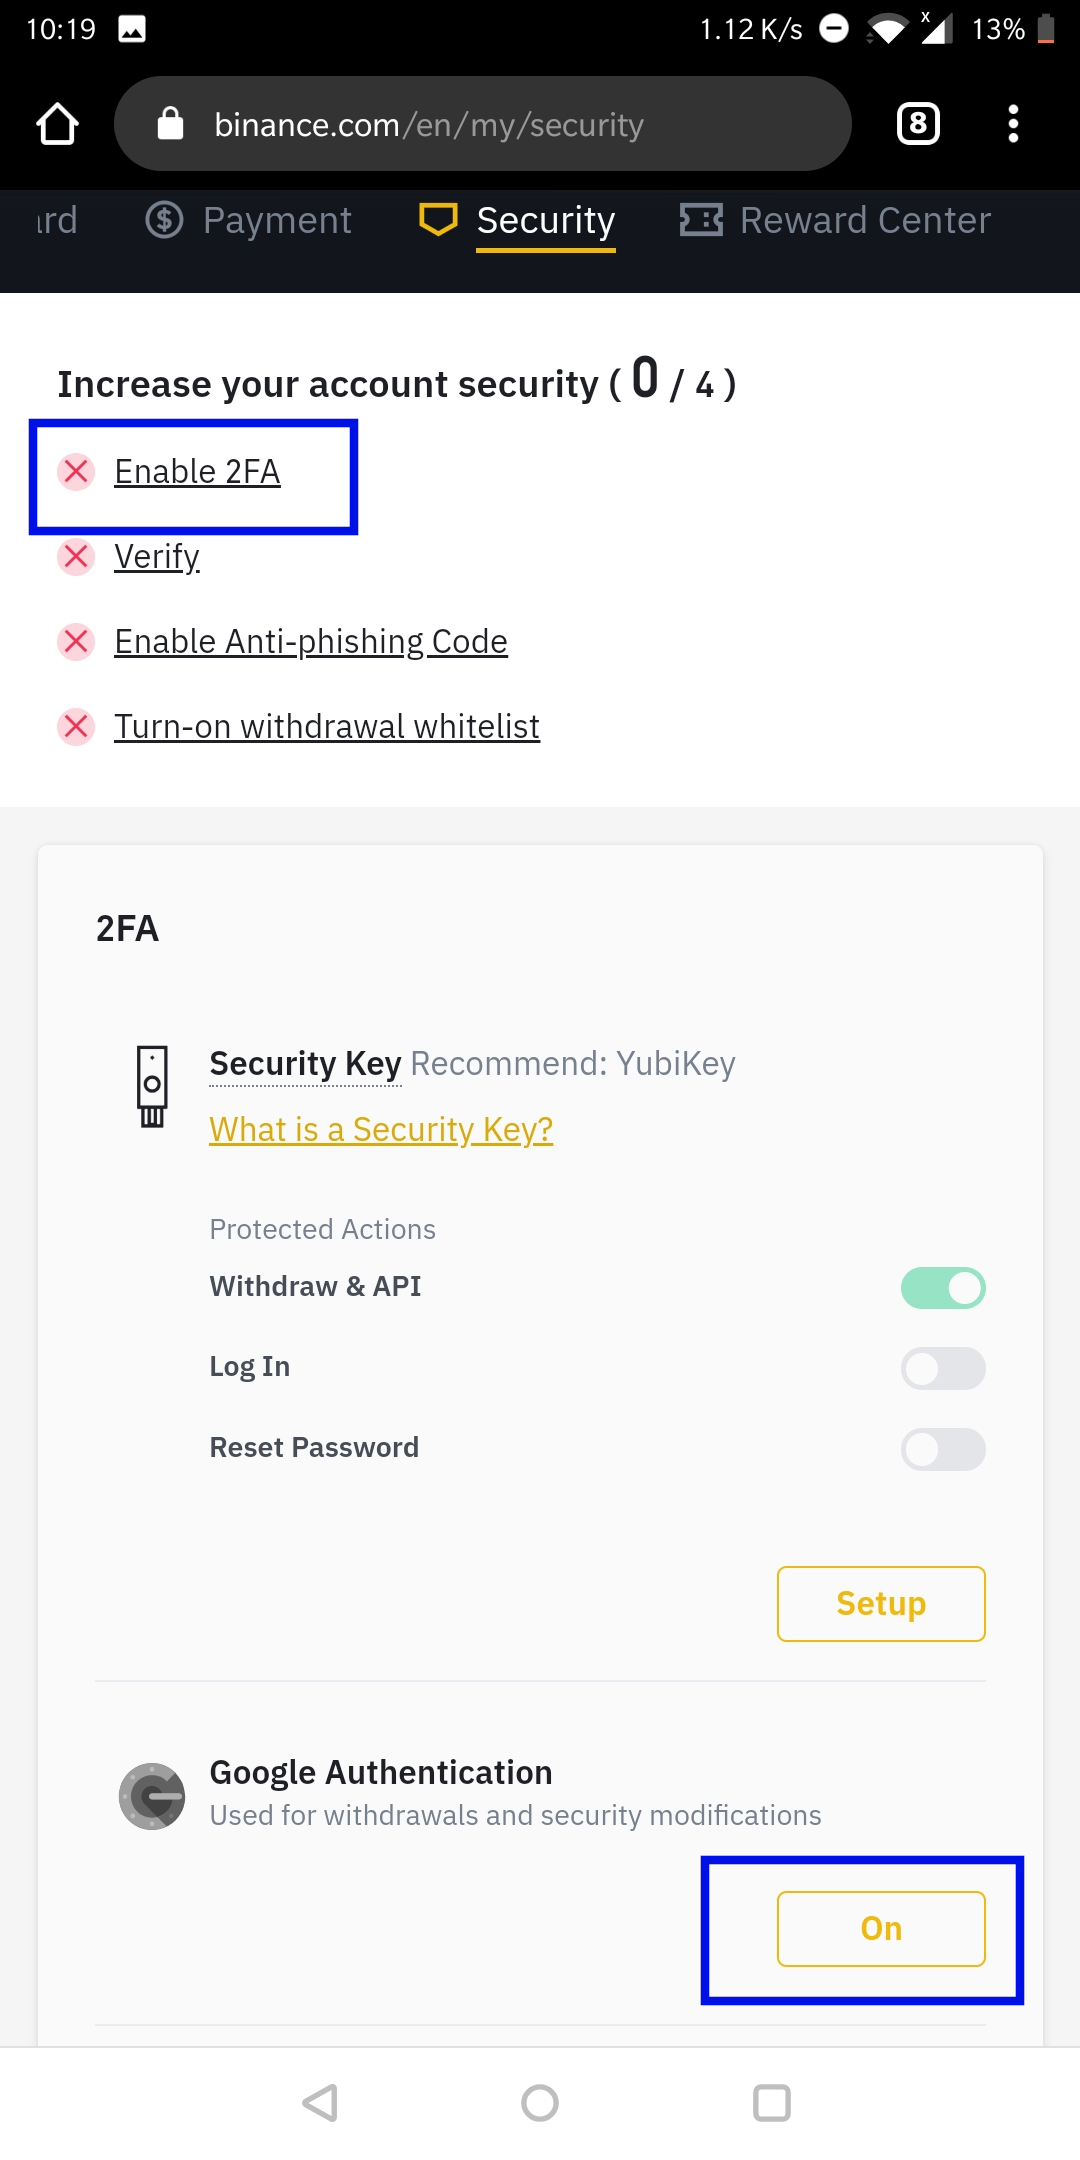 10:19
1.12 K/s
x
13%
binance.com/en/my/security
8
ard
Payment
Security
Reward Center
Increase your account security ( 0 / 4 )
Enable 2FA
Verify
Enable Anti-phishing Code
Turn-on withdrawal whitelist
2FA
Security Key Recommend: YubiKey
What is a Security Key?
Protected Actions
Withdraw & API
Log In
Reset Password
Setup
Google Authentication
Used for withdrawals and security modifications
On